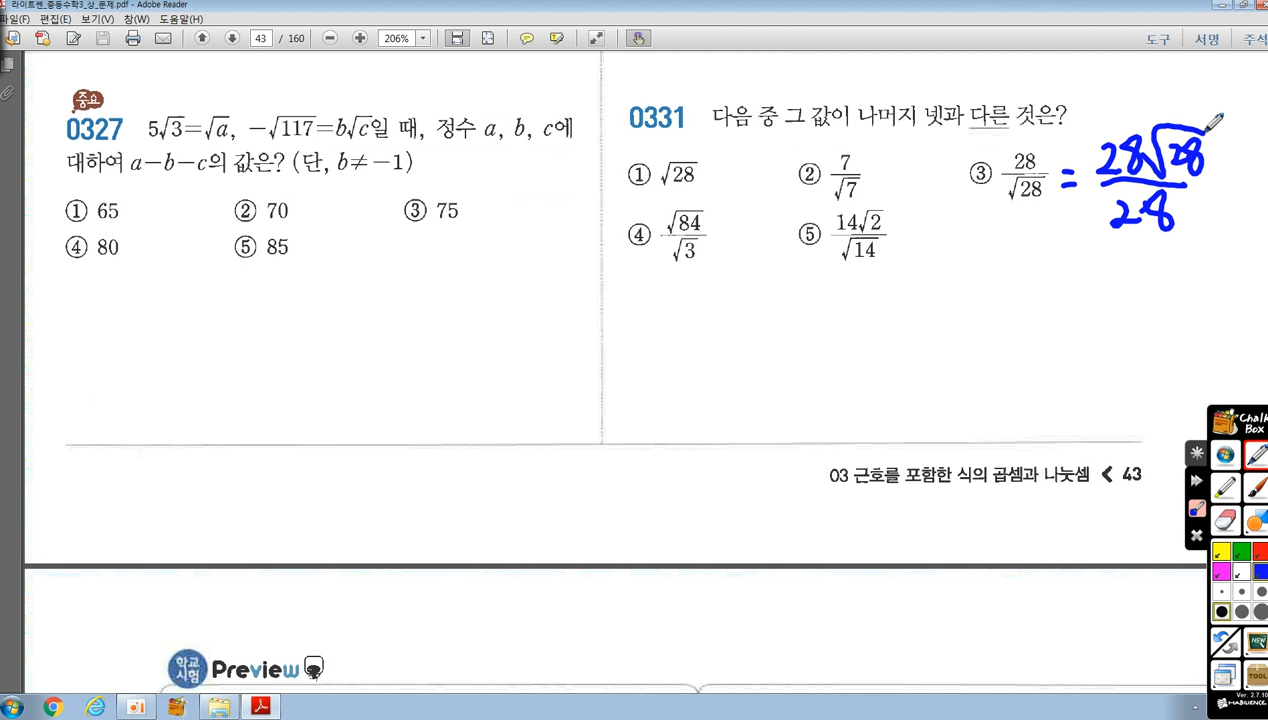 라이트쎈_중등수학3_상_문제.pdf - Adobe Reader
파일(F) 편집(E) 보기(V) 창(W) 도움말(H)
43 / 160 206% 도구 서명 주석
중요
0327 5√3=√a, -√117=b√c일 때, 정수 a, b, c에
대하여 a-b-c의 값은? (단, b≠-1)
① 65 ② 70 ③ 75
④ 80 ⑤ 85
0331 다음 중 그 값이 나머지 넷과 다른 것은?
① √28 ② 7/√7 ③ 28/√28 = 28√28/28
④ √84/√3 ⑤ 14√2/√14
03 근호를 포함한 식의 곱셈과 나눗셈 < 43
학교시험 Preview
Chalk Box
NEW
TOOL
Ver. 2.7.10
HABILIENCE